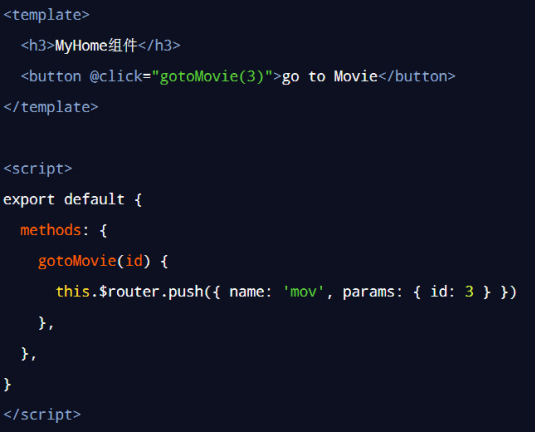 <template>
  <h3>MyHome组件</h3>
  <button @click="gotoMovie(3)">go to Movie</button>
</template>

<script>
export default {
  methods: {
    gotoMovie(id) {
      this.$router.push({ name: 'mov', params: { id: 3 } })
    },
  },
}
</script>